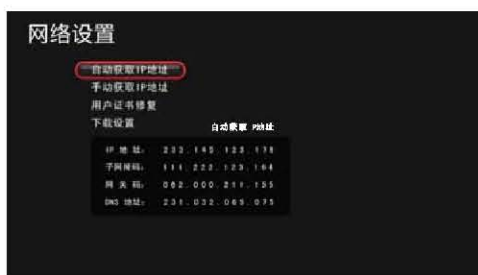 网络设置
自动获取IP地址
手动获取IP地址
用户证书修复
下载设置
自动获取 IP地址
IP 地 址: 233.145.123.178
子网掩码: 111.223.123.164
网 关 码: 062.000.211.155
DNS 地址: 231.032.065.075